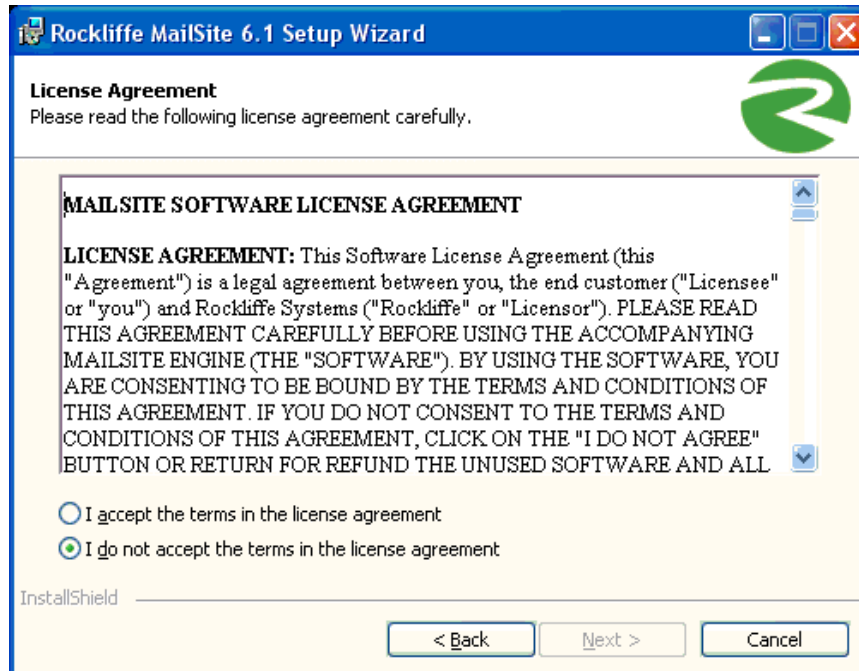 Rockliffe MailSite 6.1 Setup Wizard
License Agreement
Please read the following license agreement carefully.
MAILSITE SOFTWARE LICENSE AGREEMENT
LICENSE AGREEMENT: This Software License Agreement (this
"Agreement") is a legal agreement between you, the end customer ("Licensee"
or "you") and Rockliffe Systems ("Rockliffe" or "Licensor"). PLEASE READ
THIS AGREEMENT CAREFULLY BEFORE USING THE ACCOMPANYING
MAILSITE ENGINE (THE "SOFTWARE"). BY USING THE SOFTWARE, YOU
ARE CONSENTING TO BE BOUND BY THE TERMS AND CONDITIONS OF
THIS AGREEMENT. IF YOU DO NOT CONSENT TO THE TERMS AND
CONDITIONS OF THIS AGREEMENT, CLICK ON THE "I DO NOT AGREE"
BUTTON OR RETURN FOR REFUND THE UNUSED SOFTWARE AND ALL
I accept the terms in the license agreement
I do not accept the terms in the license agreement
InstallShield
< Back Next > Cancel